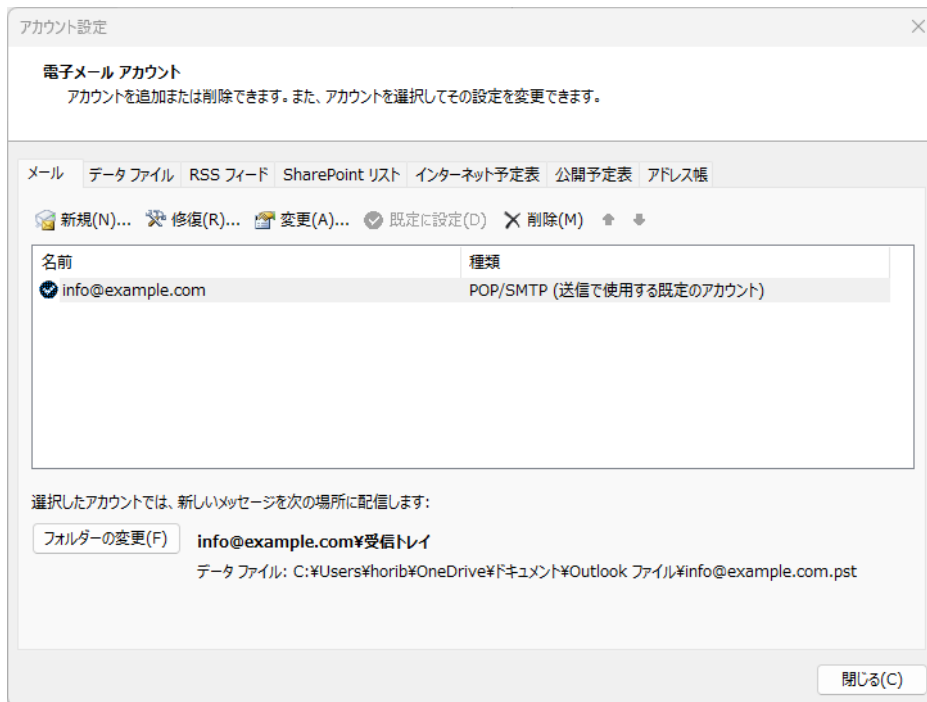 アカウント設定
電子メール アカウント
アカウントを追加または削除できます。また、アカウントを選択してその設定を変更できます。
メール データ ファイル RSS フィード SharePoint リスト インターネット予定表 公開予定表 アドレス帳
新規(N)... 修復(R)... 変更(A)... 既定に設定(D) 削除(M)
名前 種類
info@example.com POP/SMTP (送信で使用する既定のアカウント)
選択したアカウントでは、新しいメッセージを次の場所に配信します:
フォルダーの変更(F) info@example.com¥受信トレイ
データ ファイル: C:¥Users¥horib¥OneDrive¥ドキュメント¥Outlook ファイル¥info@example.com.pst
閉じる(C)